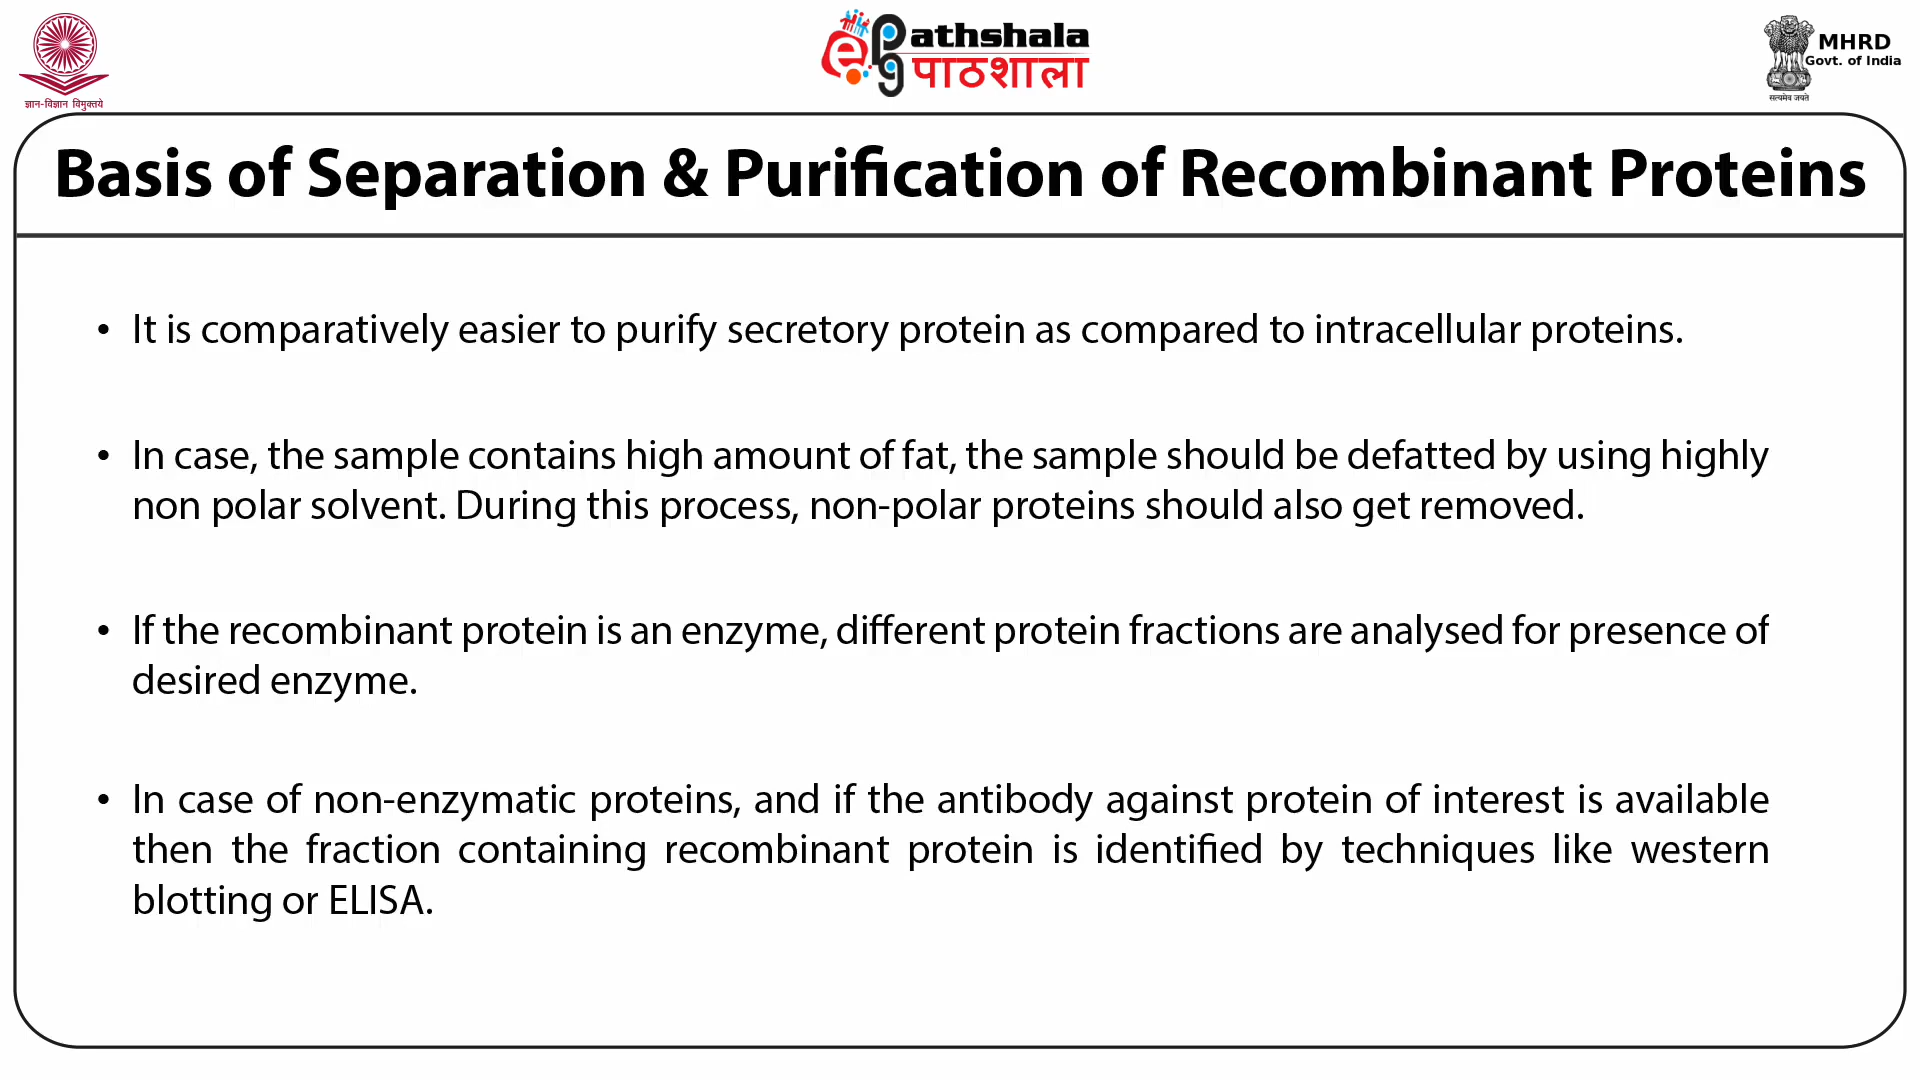 ज्ञान-विज्ञान विमुक्तये
e Pg Pathshala
पाठशाला
MHRD
Govt. of India
सत्यमेव जयते
Basis of Separation & Purification of Recombinant Proteins
• It is comparatively easier to purify secretory protein as compared to intracellular proteins.
• In case, the sample contains high amount of fat, the sample should be defatted by using highly
non polar solvent. During this process, non-polar proteins should also get removed.
• If the recombinant protein is an enzyme, different protein fractions are analysed for presence of
desired enzyme.
• In case of non-enzymatic proteins, and if the antibody against protein of interest is available
then the fraction containing recombinant protein is identified by techniques like western
blotting or ELISA.